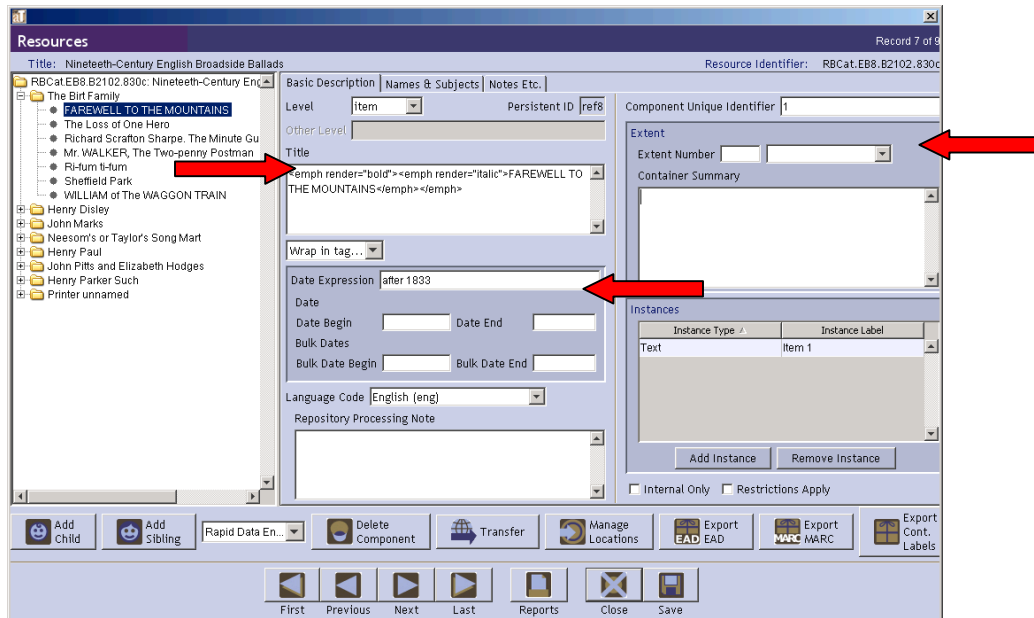 Resources
Record 7 of 9
Title: Nineteeth-Century English Broadside Ballads
Resource Identifier: RBCat.EB8.B2102.830c
RBCat.EB8.B2102.830c: Nineteeth-Century Eng
The Birt Family
FAREWELL TO THE MOUNTAINS
The Loss of One Hero
Richard Scrafton Sharpe. The Minute Gu
Mr. WALKER, The Two-penny Postman
Ri-fum ti-fum
Sheffield Park
WILLIAM of The WAGGON TRAIN
Henry Disley
John Marks
Neesom's or Taylor's Song Mart
Henry Paul
John Pitts and Elizabeth Hodges
Henry Parker Such
Printer unnamed
Basic Description Names & Subjects Notes Etc.
Level item Persistent ID ref8
Other Level
Title
<emph render="bold"><emph render="italic">FAREWELL TO
THE MOUNTAINS</emph></emph>
Wrap in tag...
Date Expression after 1833
Date
Date Begin Date End
Bulk Dates
Bulk Date Begin Bulk Date End
Language Code English (eng)
Repository Processing Note
Component Unique Identifier 1
Extent
Extent Number
Container Summary
Instances
Instance Type Instance Label
Text Item 1
Add Instance Remove Instance
Internal Only Restrictions Apply
Add
Child
Add
Sibling
Rapid Data En...
Delete
Component
Transfer
Manage
Locations
EAD
Export
EAD
MARC
Export
MARC
Export
Cont.
Labels
First Previous Next Last Reports Close Save